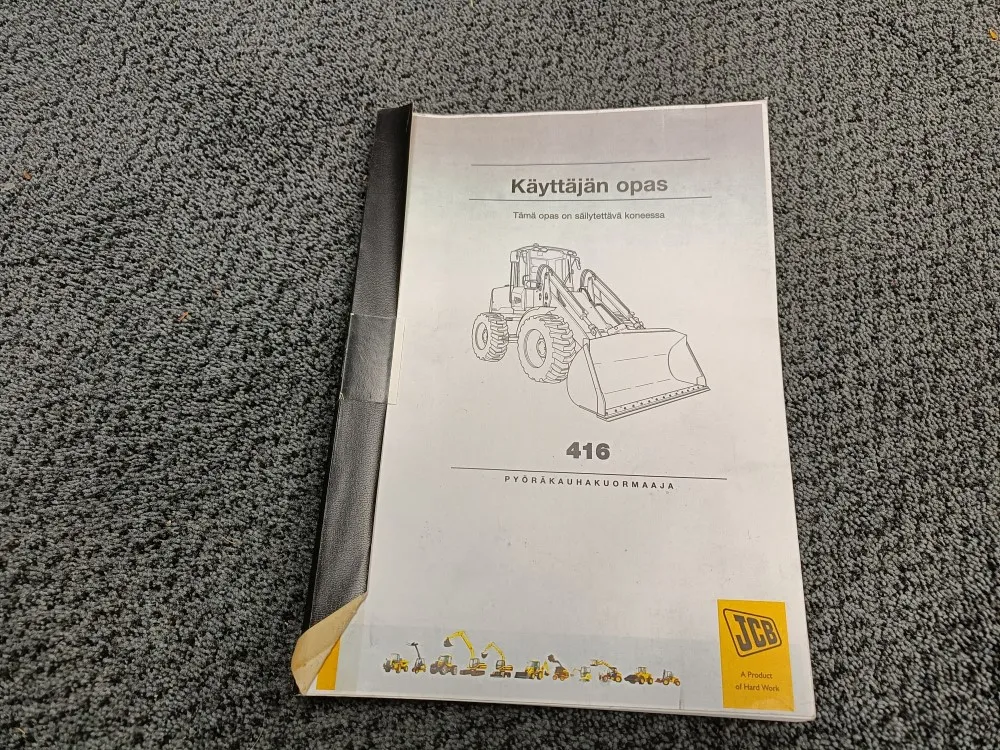 Käyttäjän opas
Tämä opas on säilytettävä koneessa
416
PYÖRÄKAUHAKUORMAAJA
JCB
A Product
of Hard Work